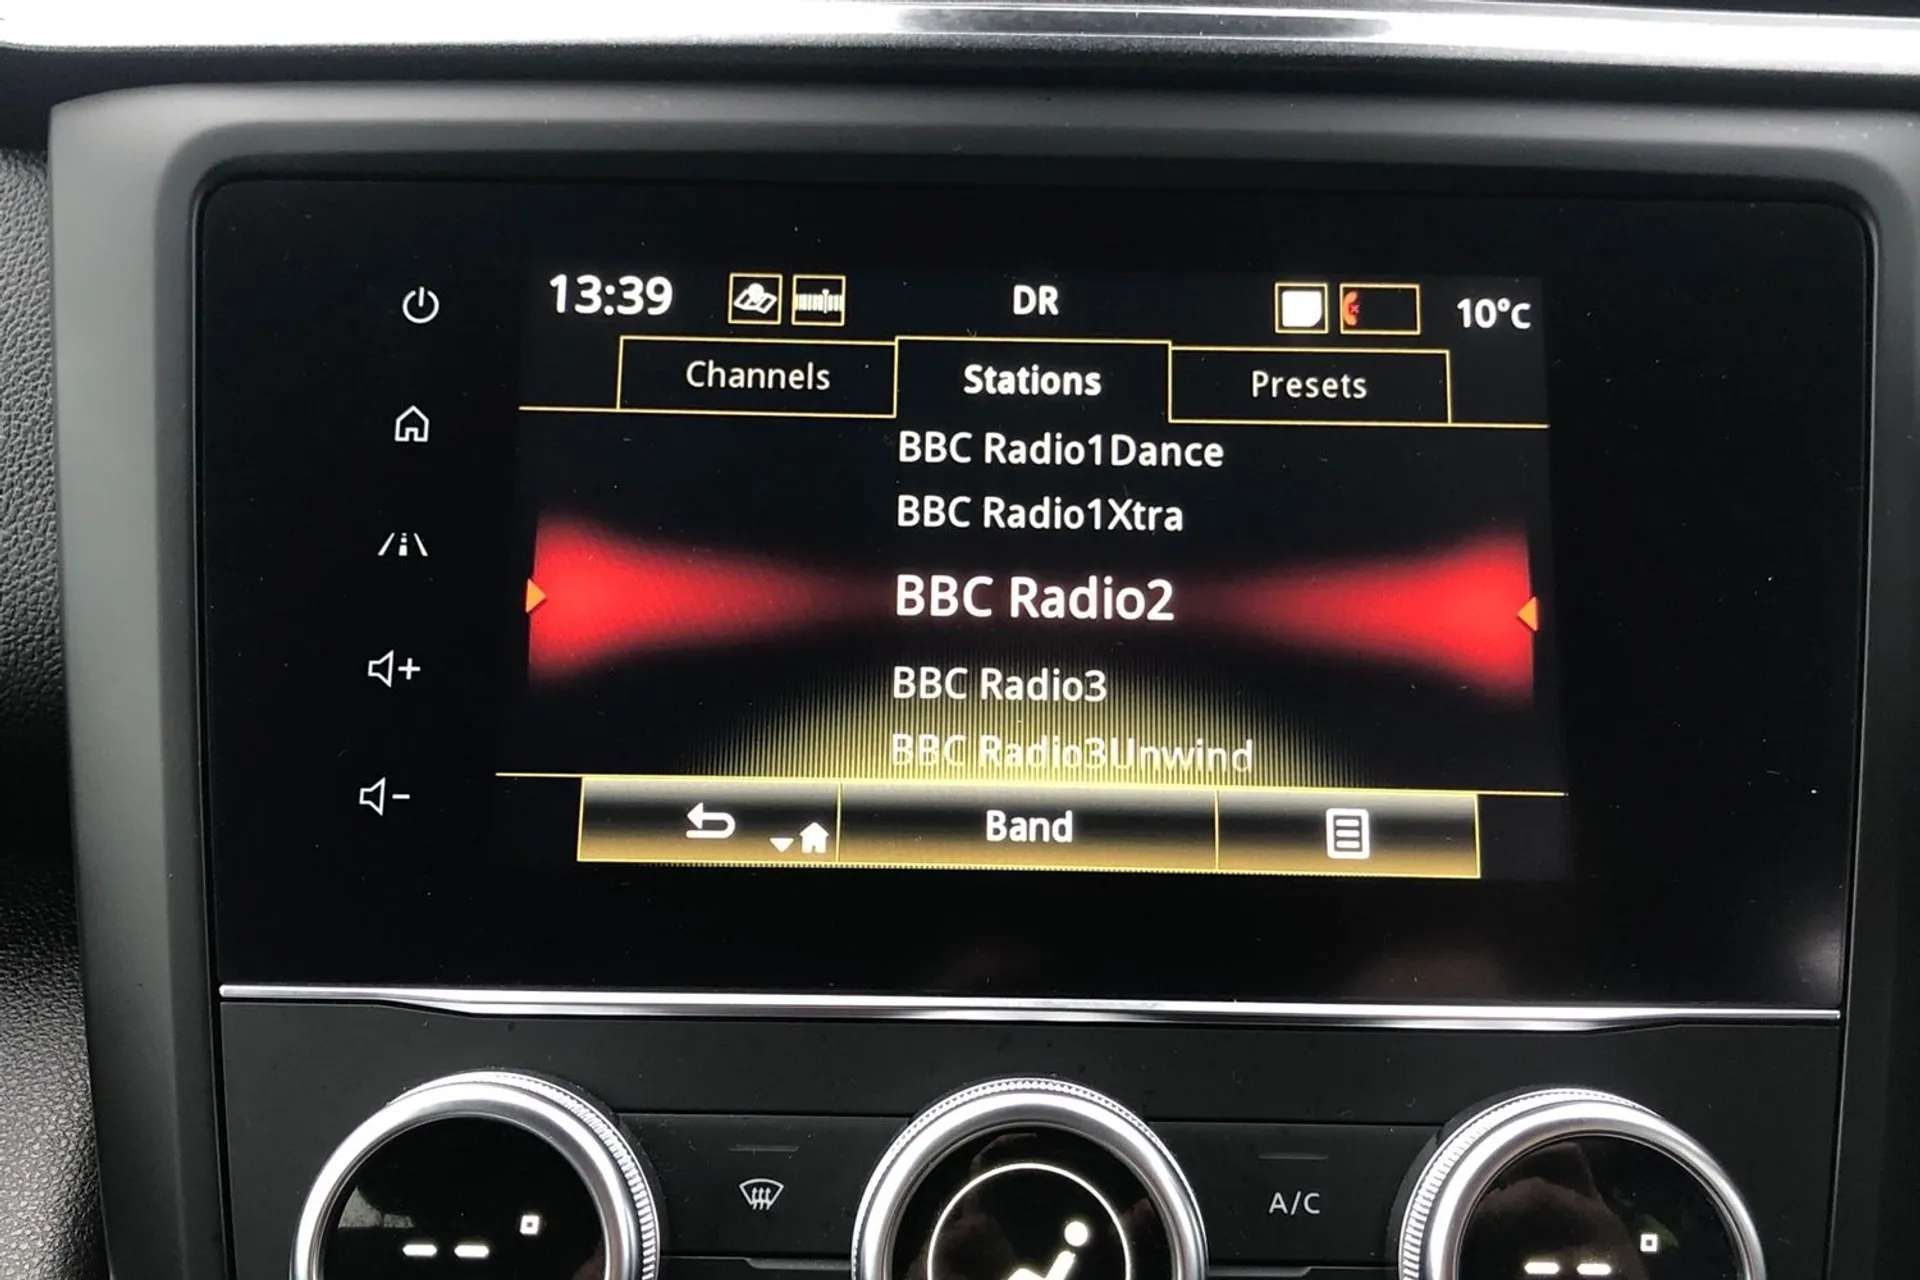 13:39 DR 10°C
Channels Stations Presets
BBC Radio1Dance
BBC Radio1Xtra
BBC Radio2
BBC Radio3
BBC Radio3Unwind
Band
A/C